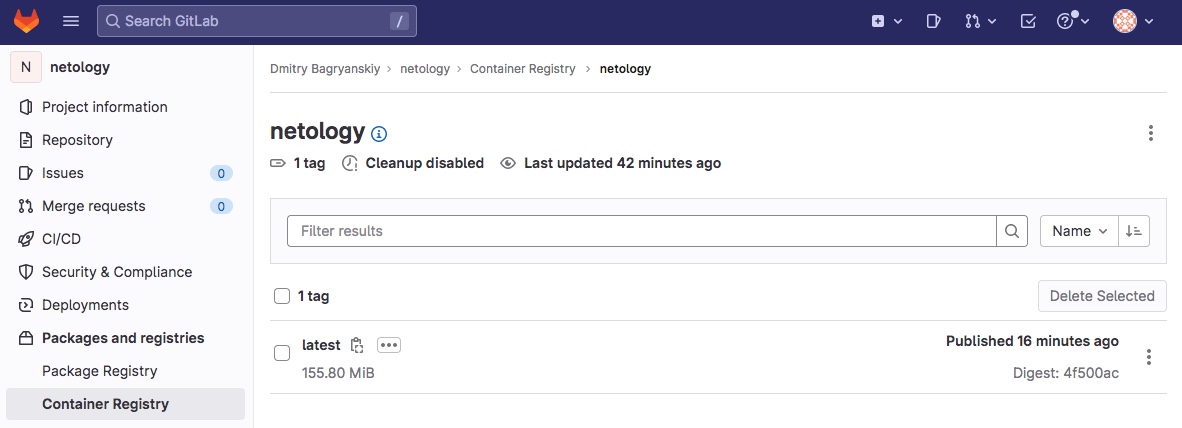 Search GitLab /
N netology
Project information
Repository
Issues 0
Merge requests 0
CI/CD
Security & Compliance
Deployments
Packages and registries
Package Registry
Container Registry
Dmitry Bagryanskiy › netology › Container Registry › netology
netology
1 tag Cleanup disabled Last updated 42 minutes ago
Filter results Name
1 tag Delete Selected
latest Published 16 minutes ago
155.80 MiB Digest: 4f500ac